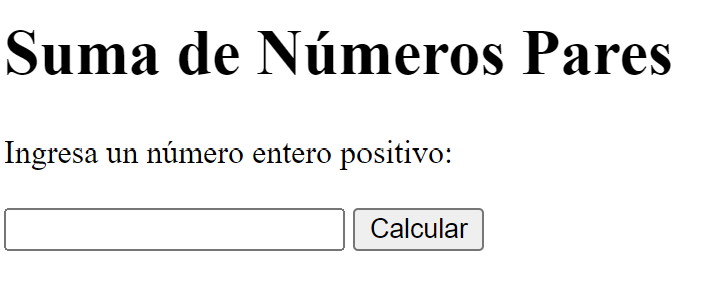 Suma de Números Pares
Ingresa un número entero positivo:
Calcular